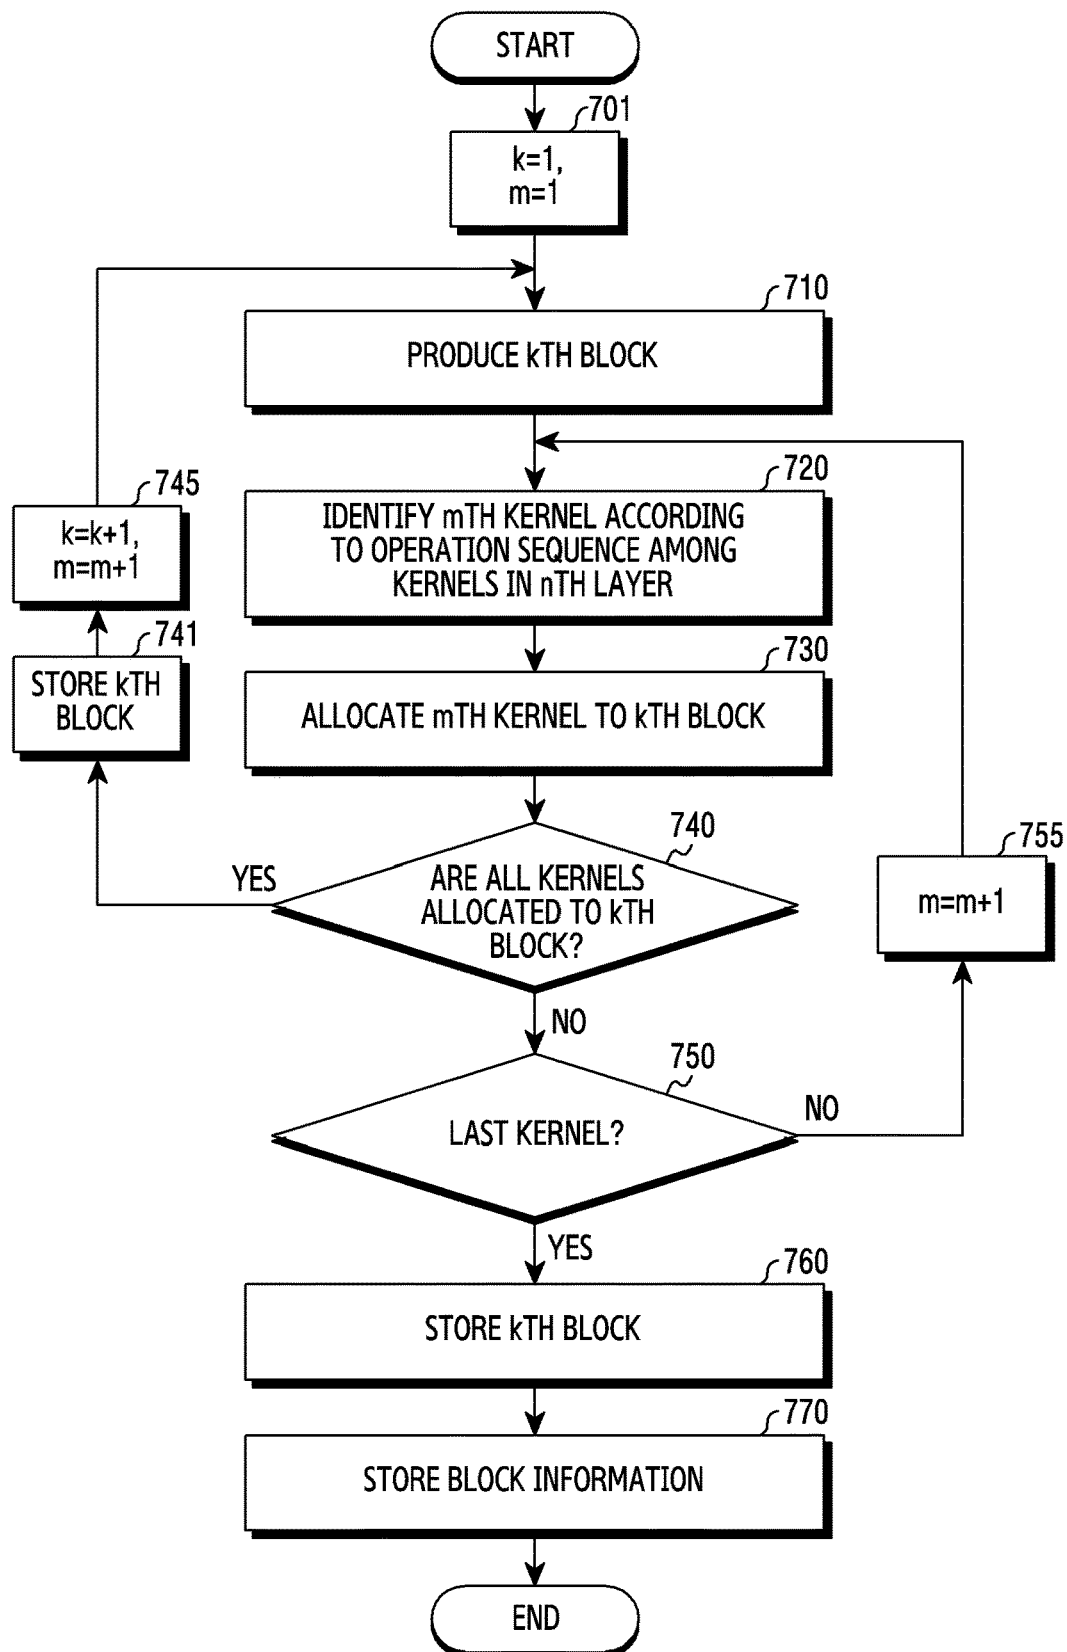 START
701
k=1,
m=1
710
PRODUCE kTH BLOCK
720
IDENTIFY mTH KERNEL ACCORDING
TO OPERATION SEQUENCE AMONG
KERNELS IN nTH LAYER
730
ALLOCATE mTH KERNEL TO kTH BLOCK
740
ARE ALL KERNELS
ALLOCATED TO kTH
BLOCK?
YES
741
STORE kTH
BLOCK
745
k=k+1,
m=m+1
NO
750
LAST KERNEL?
NO
755
m=m+1
YES
760
STORE kTH BLOCK
770
STORE BLOCK INFORMATION
END